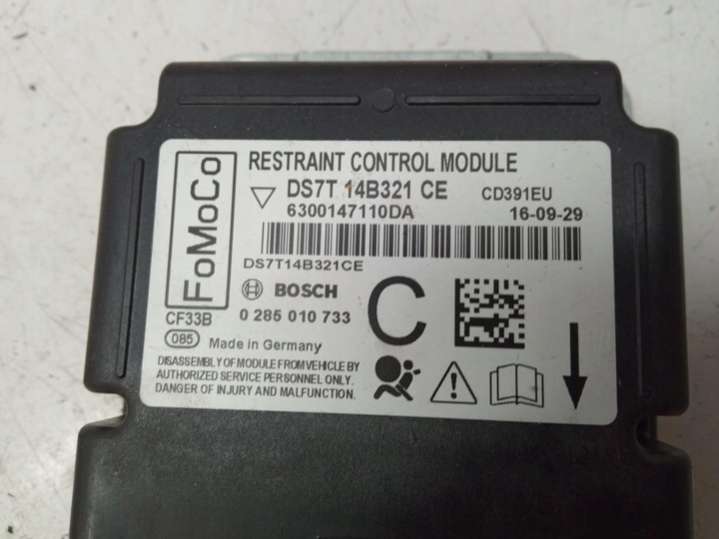 FoMoCo
RESTRAINT CONTROL MODULE
DS7T 14B321 CE CD391EU
6300147110DA 16-09-29
DS7T14B321CE
BOSCH
C
CF33B
0 285 010 733
085
Made in Germany
DISASSEMBLY OF MODULE FROM VEHICLE BY
AUTHORIZED SERVICE PERSONNEL ONLY.
DANGER OF INJURY AND MALFUNCTION.